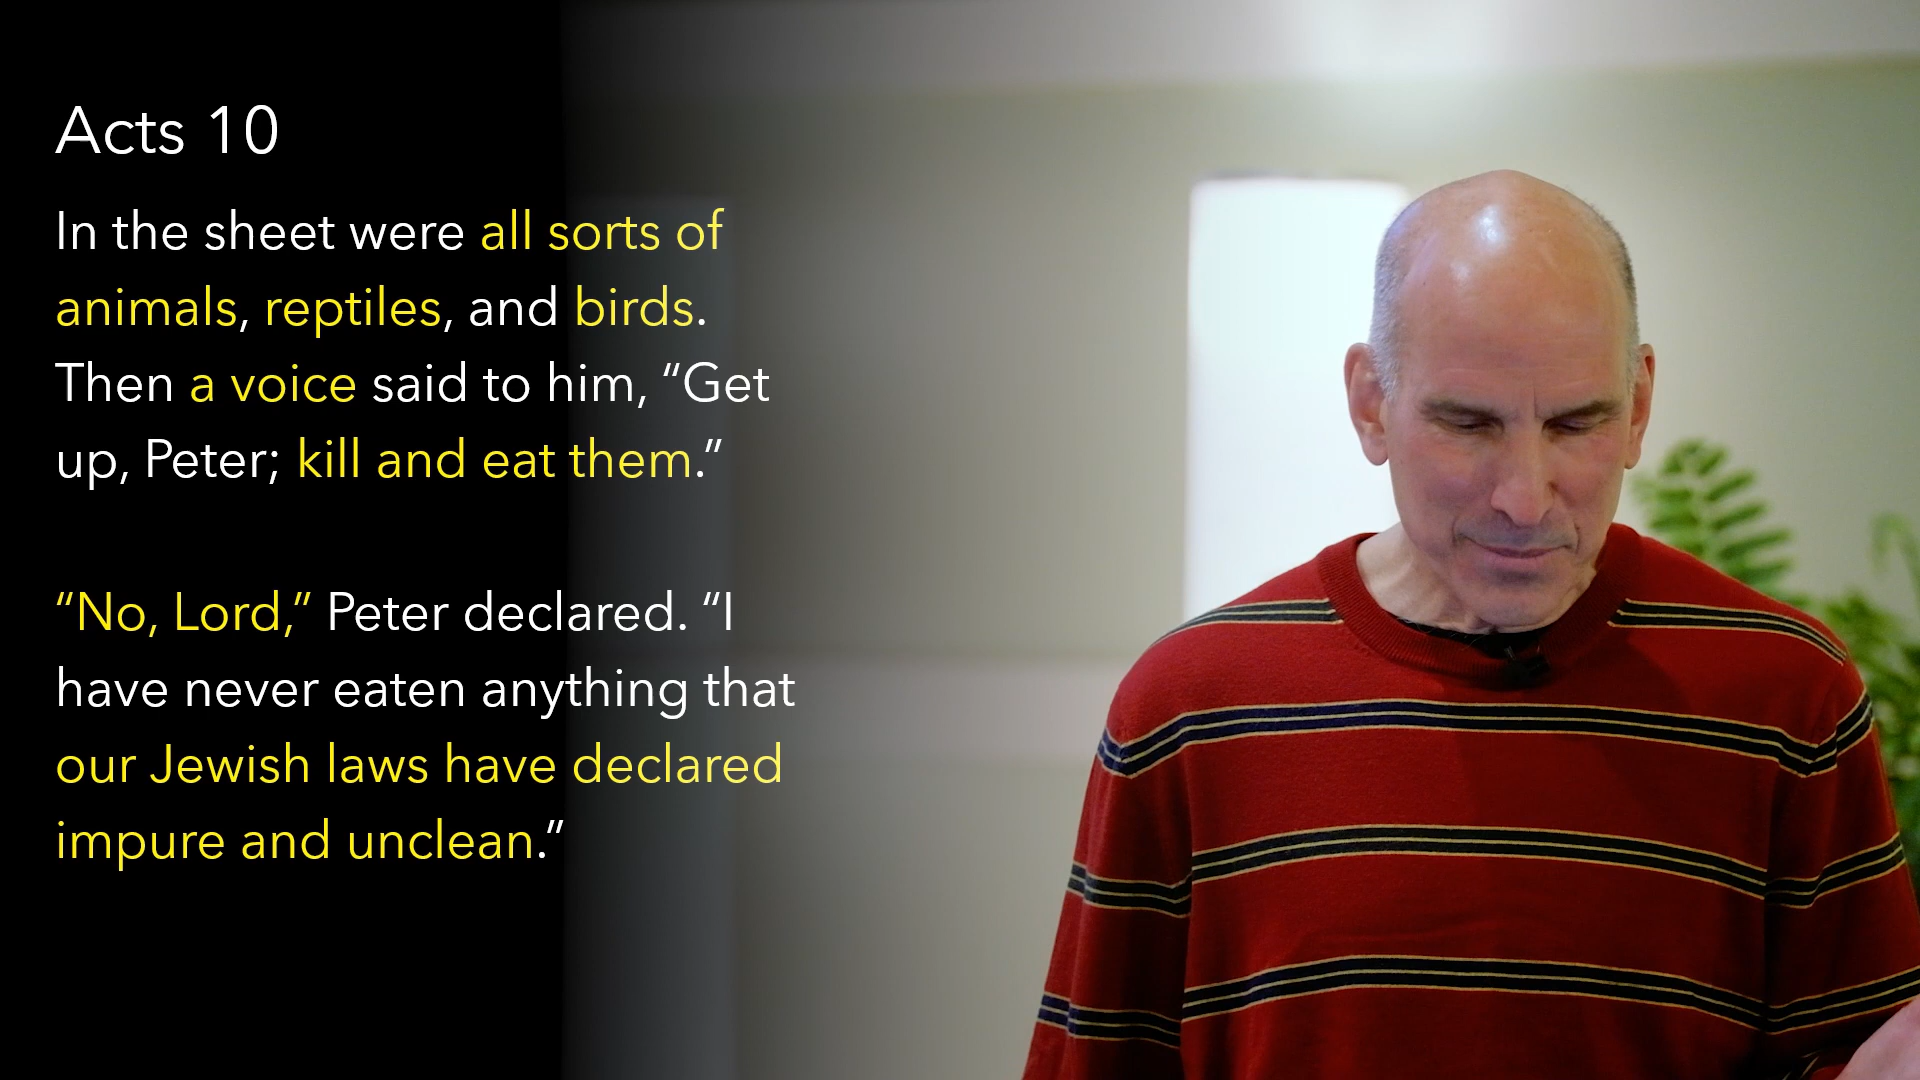 Acts 10
In the sheet were all sorts of
animals, reptiles, and birds.
Then a voice said to him, “Get
up, Peter; kill and eat them.”
“No, Lord,” Peter declared. “I
have never eaten anything that
our Jewish laws have declared
impure and unclean.”